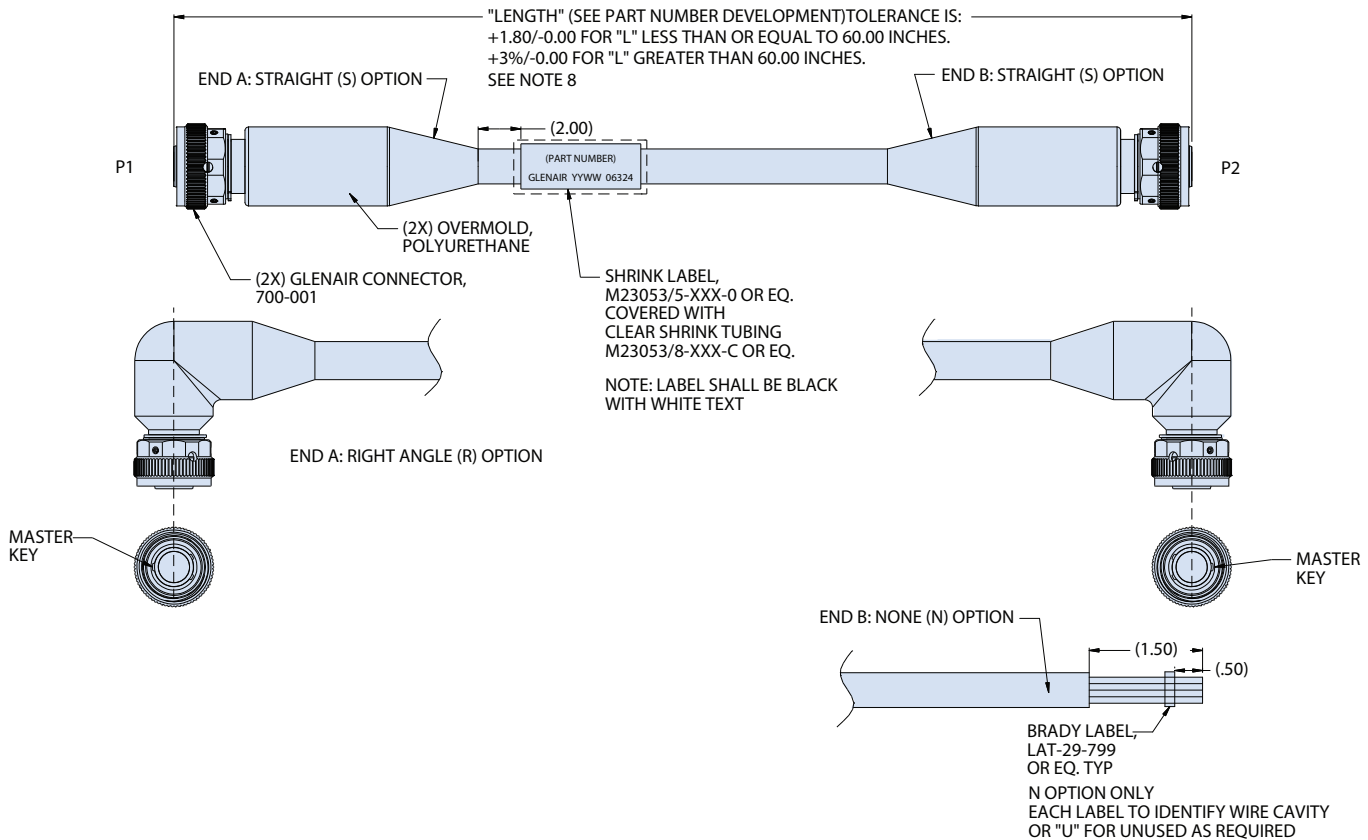 "LENGTH" (SEE PART NUMBER DEVELOPMENT)TOLERANCE IS:
+1.80/-0.00 FOR "L" LESS THAN OR EQUAL TO 60.00 INCHES.
+3%/-0.00 FOR "L" GREATER THAN 60.00 INCHES.
SEE NOTE 8
END A: STRAIGHT (S) OPTION
END B: STRAIGHT (S) OPTION
(2.00)
P1
(PART NUMBER)
GLENAIR YYWW 06324
P2
(2X) OVERMOLD,
POLYURETHANE
(2X) GLENAIR CONNECTOR,
700-001
SHRINK LABEL,
M23053/5-XXX-0 OR EQ.
COVERED WITH
CLEAR SHRINK TUBING
M23053/8-XXX-C OR EQ.
NOTE: LABEL SHALL BE BLACK
WITH WHITE TEXT
END A: RIGHT ANGLE (R) OPTION
MASTER
KEY
MASTER
KEY
END B: NONE (N) OPTION
(1.50)
(.50)
BRADY LABEL,
LAT-29-799
OR EQ. TYP
N OPTION ONLY
EACH LABEL TO IDENTIFY WIRE CAVITY
OR "U" FOR UNUSED AS REQUIRED